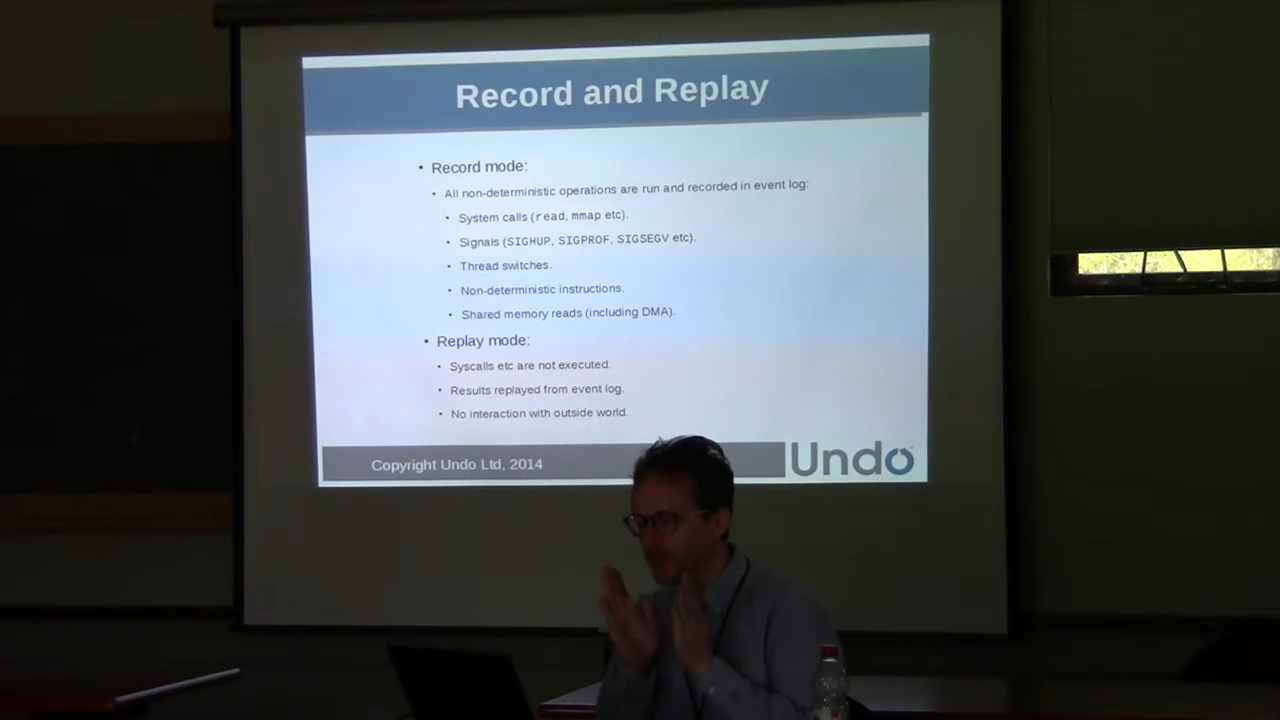 Record and Replay
• Record mode:
• All non-deterministic operations are run and recorded in event log:
• System calls (read, mmap etc).
• Signals (SIGHUP, SIGPROF, SIGSEGV etc).
• Thread switches.
• Non-deterministic instructions.
• Shared memory reads (including DMA).
• Replay mode:
• Syscalls etc are not executed.
• Results replayed from event log.
• No interaction with outside world.
Copyright Undo Ltd, 2014
Undo